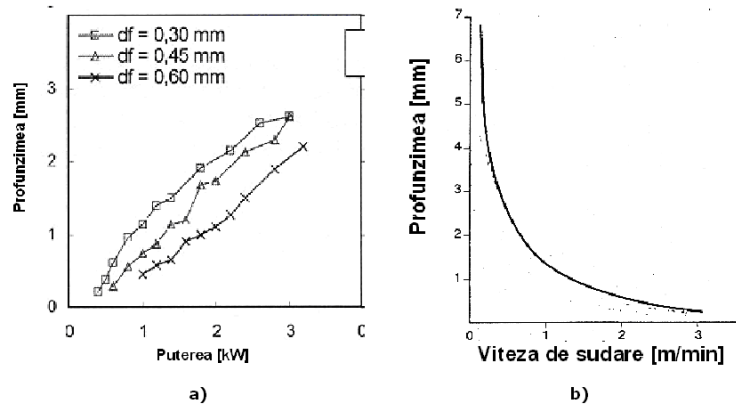 df = 0,30 mm
df = 0,45 mm
df = 0,60 mm
3
2
1
0
0 1 2 3 0
Profunzimea [mm]
Puterea [kW]
a)
7
6
5
4
3
2
1
0 1 2 3
Profunzimea [mm]
Viteza de sudare [m/min]
b)